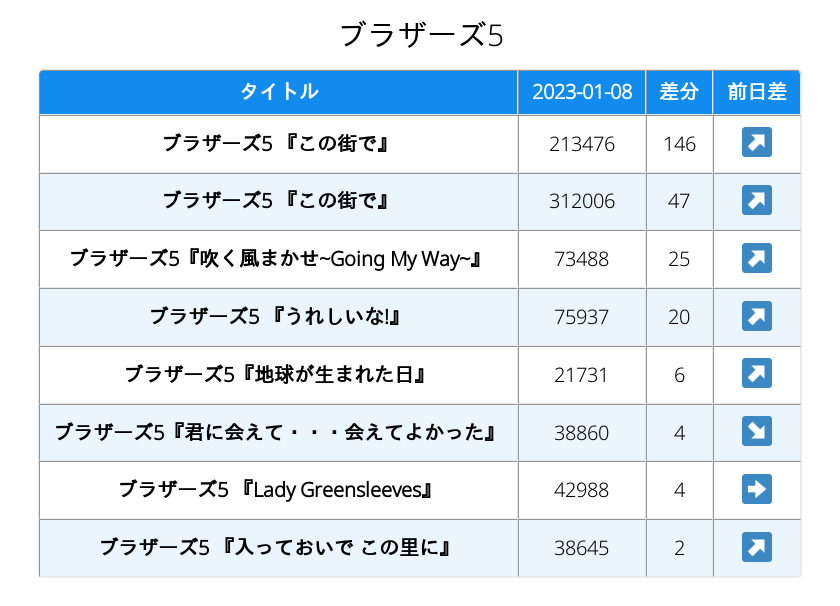 ブラザーズ5
タイトル 2023-01-08 差分 前日差
ブラザーズ5 『この街で』 213476 146 ↗
ブラザーズ5 『この街で』 312006 47 ↗
ブラザーズ5『吹く風まかせ~Going My Way~』 73488 25 ↗
ブラザーズ5 『うれしいな!』 75937 20 ↗
ブラザーズ5『地球が生まれた日』 21731 6 ↗
ブラザーズ5『君に会えて・・・会えてよかった』 38860 4 ↘
ブラザーズ5 『Lady Greensleeves』 42988 4 ➡
ブラザーズ5 『入っておいで この里に』 38645 2 ↗